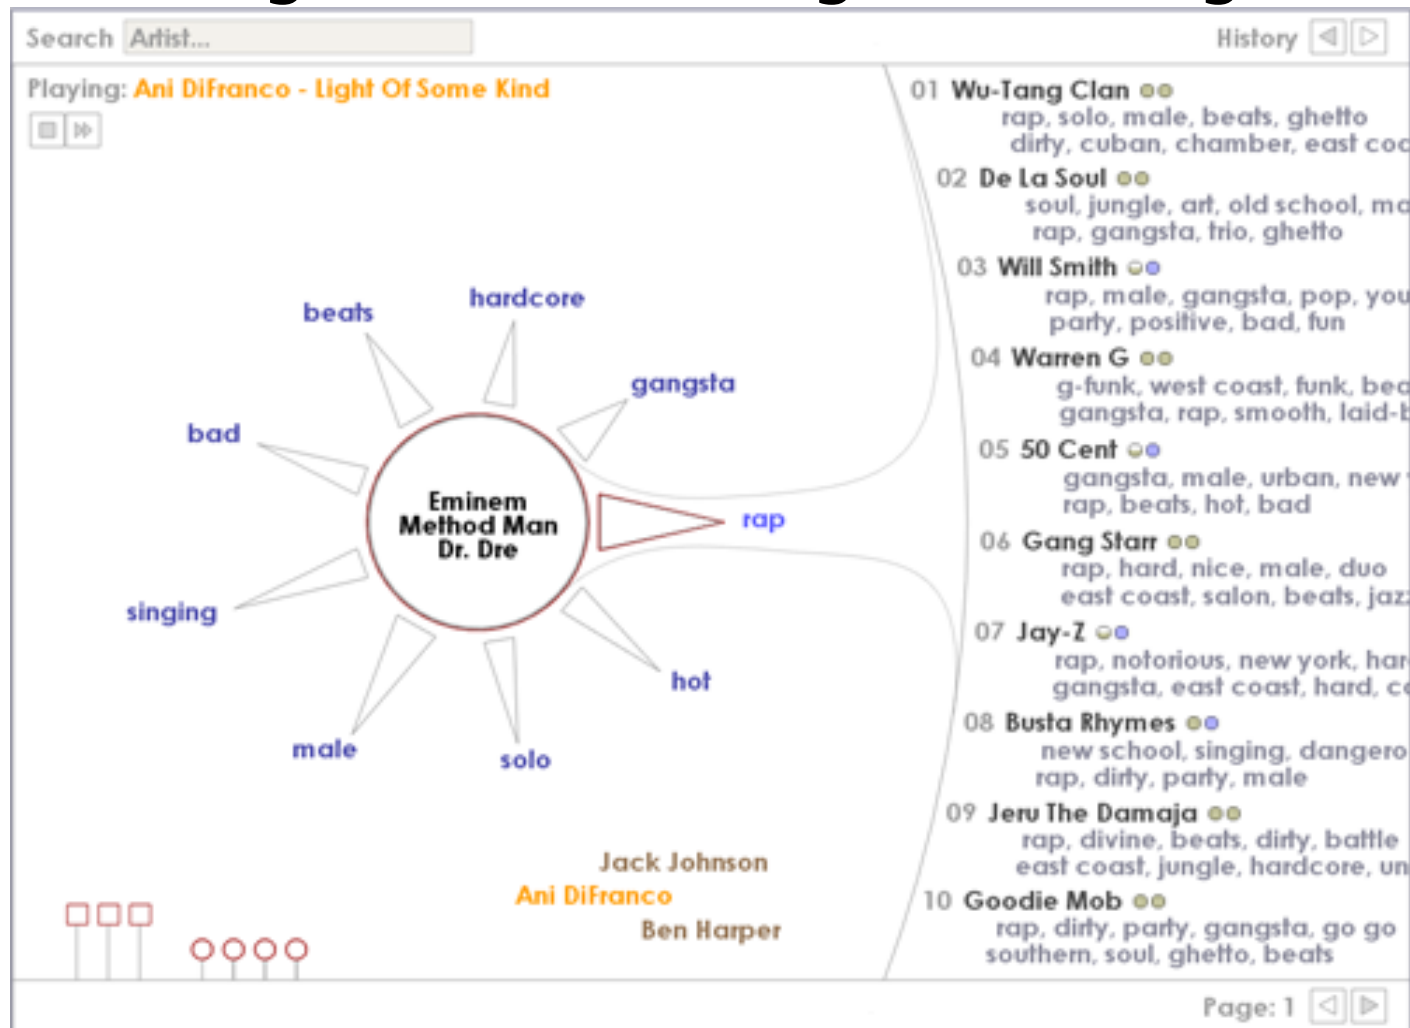 Search Artist...
History
Playing: Ani DiFranco - Light Of Some Kind
beats
hardcore
gangsta
bad
Eminem
Method Man
Dr. Dre
rap
singing
hot
male
solo
Jack Johnson
Ani DiFranco
Ben Harper
01 Wu-Tang Clan
rap, solo, male, beats, ghetto
dirty, cuban, chamber, east
02 De La Soul
soul, jungle, art, old school,
rap, gangsta, trio, ghetto
03 Will Smith
rap, male, gangsta, pop,
party, positive, bad, fun
04 Warren G
g-funk, west coast, funk,
gangsta, rap, smooth,
05 50 Cent
gangsta, male, urban, new
rap, beats, hot, bad
06 Gang Starr
rap, hard, nice, male, duo
east coast, salon, beats,
07 Jay-Z
rap, notorious, new york,
gangsta, east coast, hard,
08 Busta Rhymes
new school, singing,
rap, dirty, party, male
09 Jeru The Damaja
rap, divine, beats, dirty, battle
east coast, jungle, hardcore,
10 Goodie Mob
rap, dirty, party, gangsta, go go
southern, soul, ghetto, beats
Page: 1